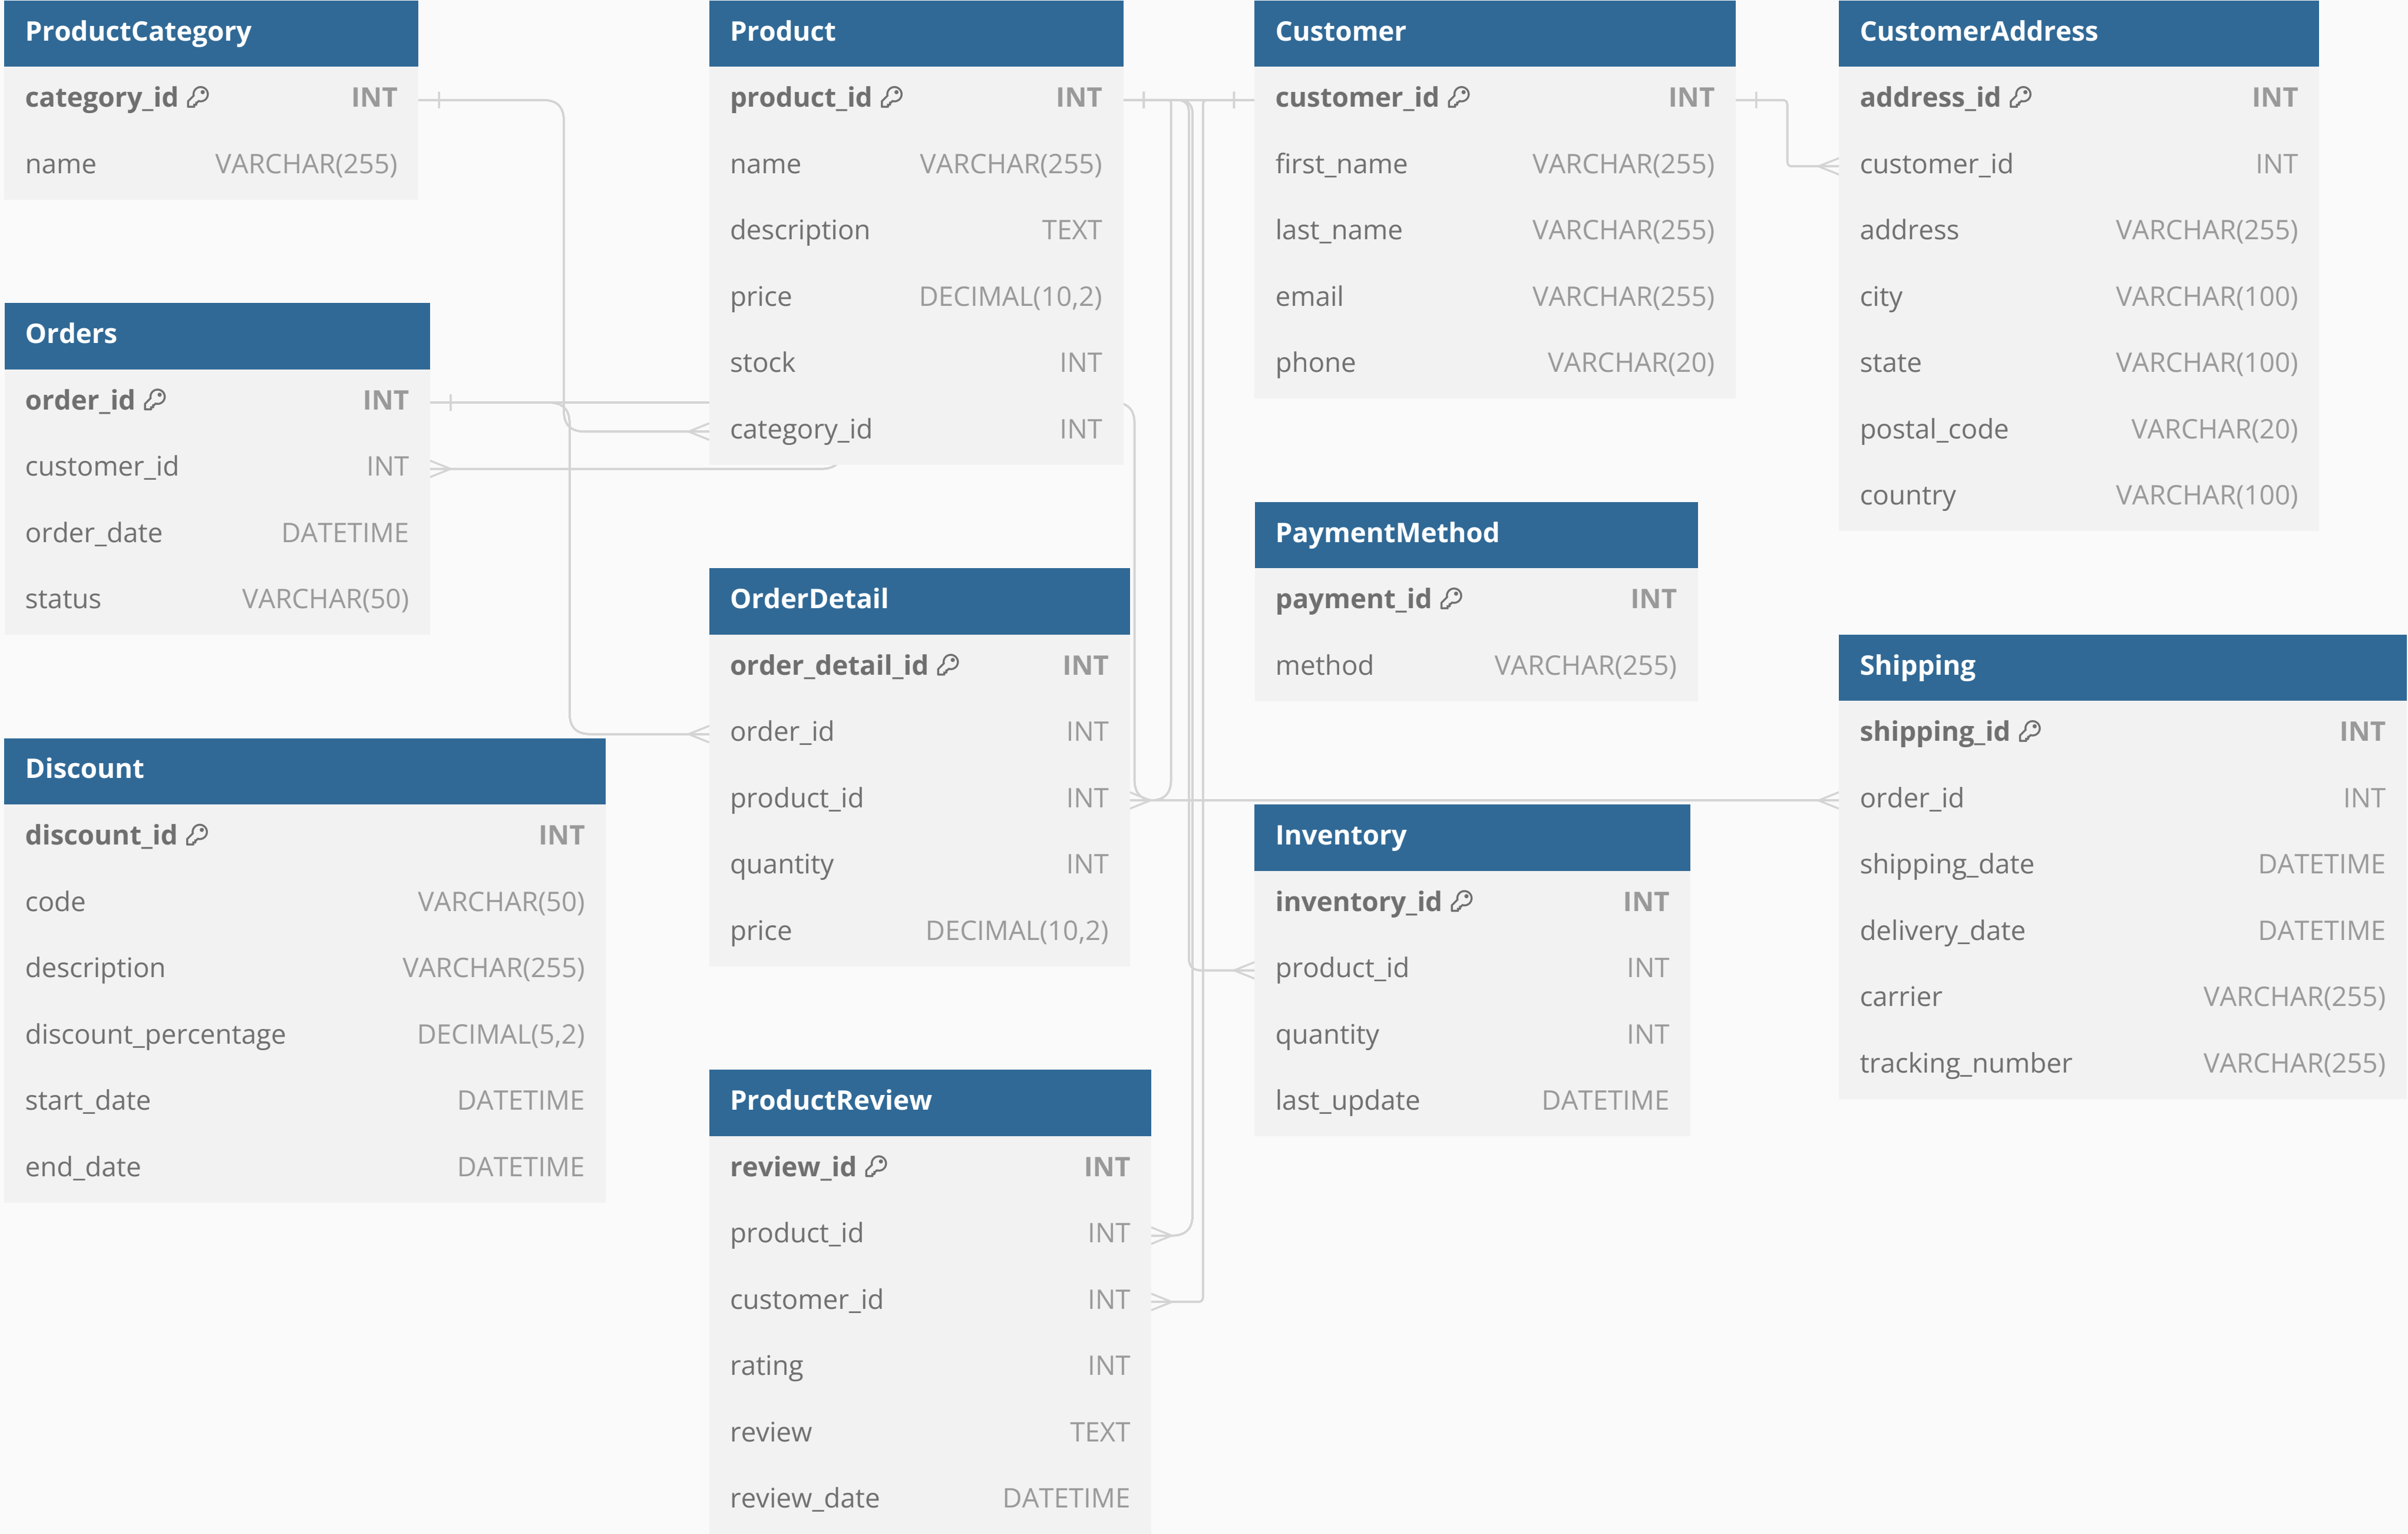 ProductCategory
category_id INT
name VARCHAR(255)
Product
product_id INT
name VARCHAR(255)
description TEXT
price DECIMAL(10,2)
stock INT
category_id INT
Customer
customer_id INT
first_name VARCHAR(255)
last_name VARCHAR(255)
email VARCHAR(255)
phone VARCHAR(20)
CustomerAddress
address_id INT
customer_id INT
address VARCHAR(255)
city VARCHAR(100)
state VARCHAR(100)
postal_code VARCHAR(20)
country VARCHAR(100)
Orders
order_id INT
customer_id INT
order_date DATETIME
status VARCHAR(50)
OrderDetail
order_detail_id INT
order_id INT
product_id INT
quantity INT
price DECIMAL(10,2)
PaymentMethod
payment_id INT
method VARCHAR(255)
Shipping
shipping_id INT
order_id INT
shipping_date DATETIME
delivery_date DATETIME
carrier VARCHAR(255)
tracking_number VARCHAR(255)
Discount
discount_id INT
code VARCHAR(50)
description VARCHAR(255)
discount_percentage DECIMAL(5,2)
start_date DATETIME
end_date DATETIME
Inventory
inventory_id INT
product_id INT
quantity INT
last_update DATETIME
ProductReview
review_id INT
product_id INT
customer_id INT
rating INT
review TEXT
review_date DATETIME